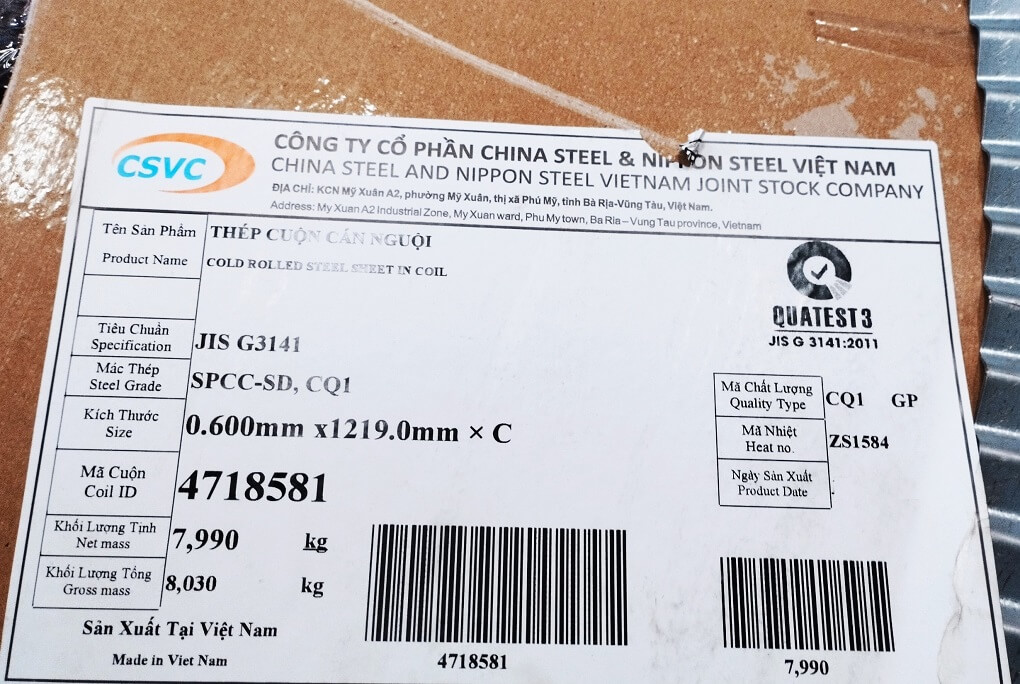 CSVC
CÔNG TY CỔ PHẦN CHINA STEEL & NIPPON STEEL VIỆT NAM
CHINA STEEL AND NIPPON STEEL VIETNAM JOINT STOCK COMPANY
ĐỊA CHỈ: KCN Mỹ Xuân A2, phường Mỹ Xuân, thị xã Phú Mỹ, tỉnh Bà Rịa-Vũng Tàu, Việt Nam.
Address: My Xuan A2 Industrial Zone, My Xuan ward, Phu My town, Ba Ria – Vung Tau province, Vietnam
Tên Sản Phẩm THÉP CUỘN CÁN NGUỘI
Product Name COLD ROLLED STEEL SHEET IN COIL
QUATEST 3
JIS G 3141:2011
Tiêu Chuẩn
Specification JIS G3141
Mác Thép
Steel Grade SPCC-SD, CQ1
Mã Chất Lượng
Quality Type CQ1 GP
Kích Thước
Size 0.600mm x1219.0mm × C
Mã Nhiệt
Heat no. ZS1584
Mã Cuộn
Coil ID 4718581
Ngày Sản Xuất
Product Date :
Khối Lượng Tịnh
Net mass 7,990 kg
Khối Lượng Tổng
Gross mass 8,030 kg
Sản Xuất Tại Việt Nam
Made in Viet Nam
4718581
7,990